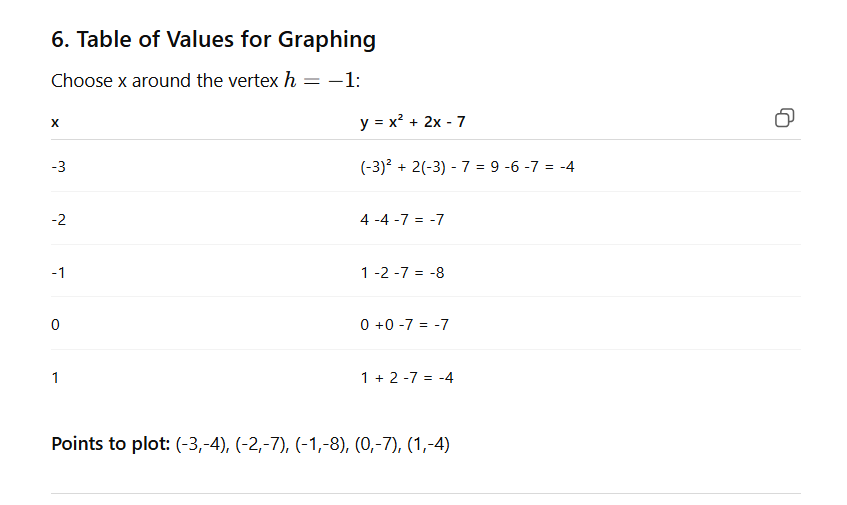 6. Table of Values for Graphing
Choose x around the vertex h = −1:
x y = x² + 2x - 7
-3 (-3)² + 2(-3) - 7 = 9 -6 -7 = -4
-2 4 -4 -7 = -7
-1 1 -2 -7 = -8
0 0 +0 -7 = -7
1 1 + 2 -7 = -4
Points to plot: (-3,-4), (-2,-7), (-1,-8), (0,-7), (1,-4)